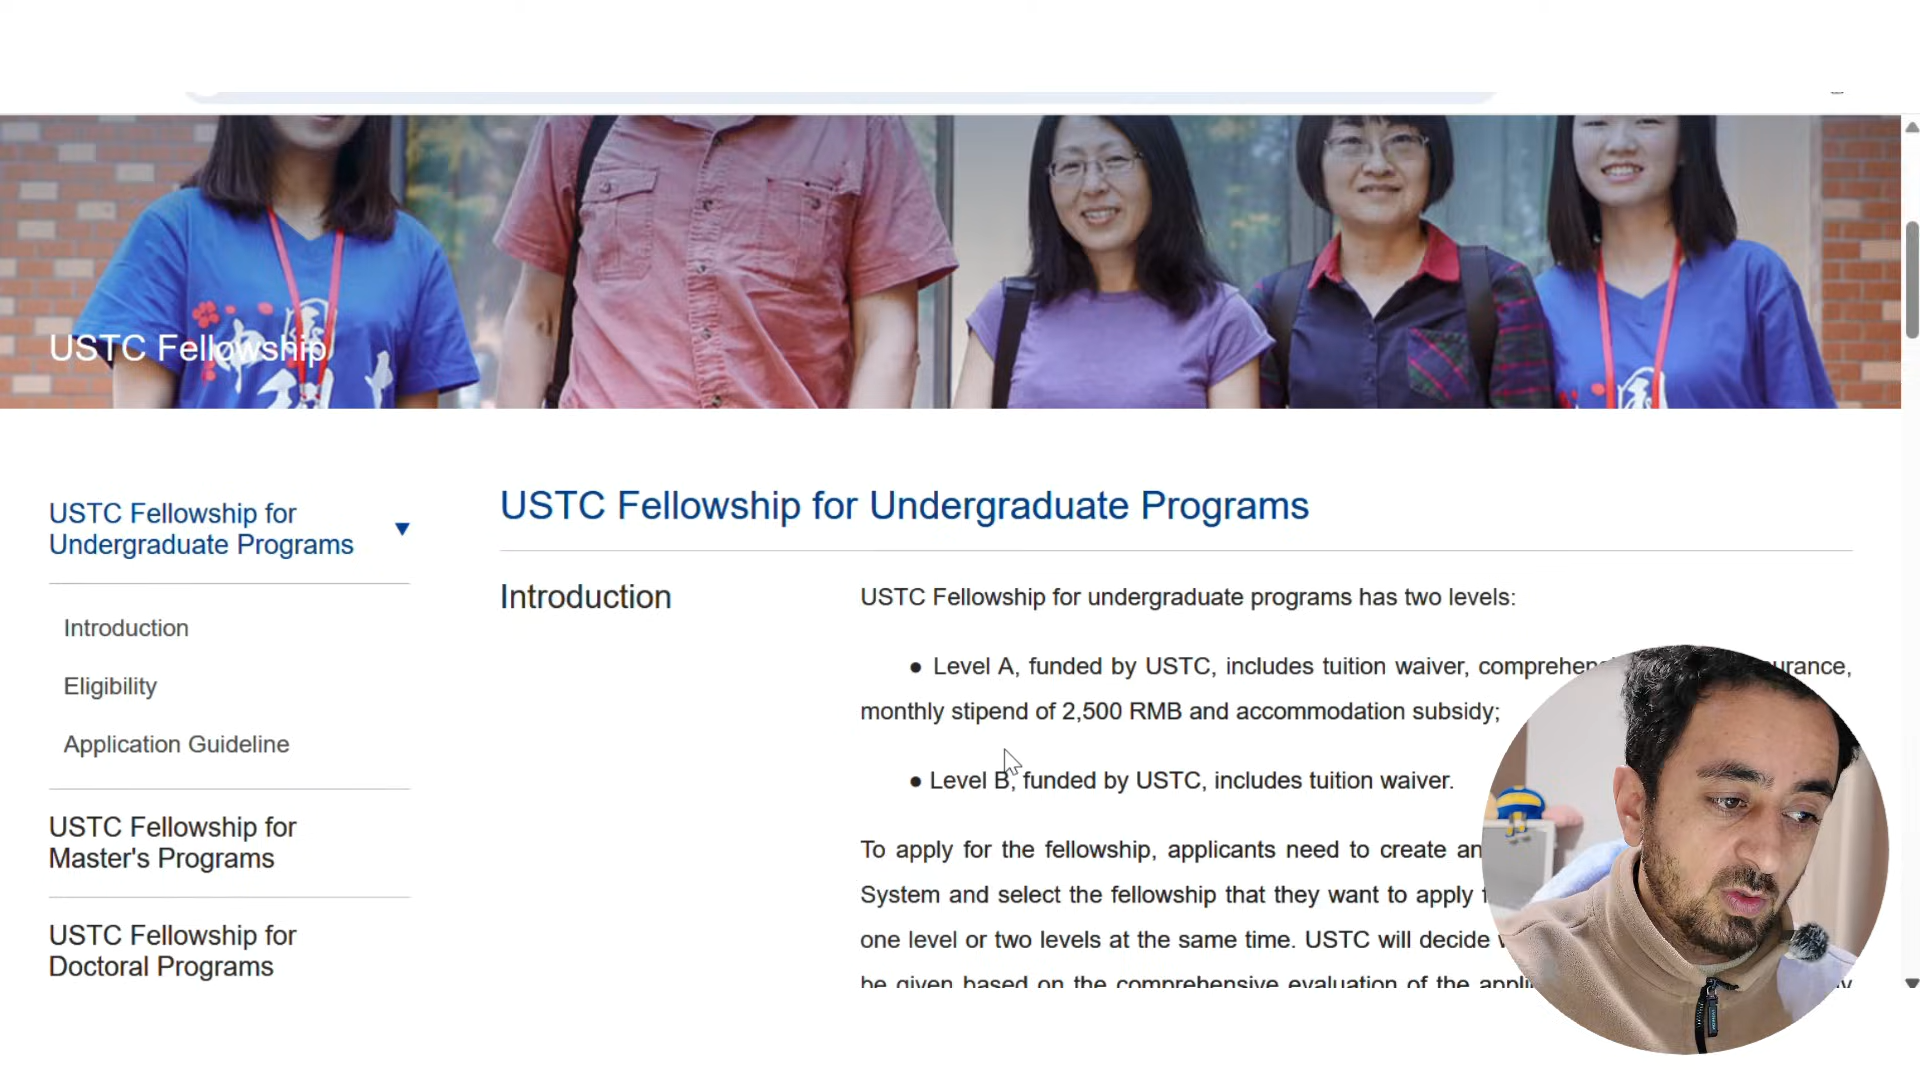 USTC Fellowship
USTC Fellowship for
Undergraduate Programs
Introduction
Eligibility
Application Guideline
USTC Fellowship for
Master's Programs
USTC Fellowship for
Doctoral Programs
USTC Fellowship for Undergraduate Programs
Introduction
USTC Fellowship for undergraduate programs has two levels:
● Level A, funded by USTC, includes tuition waiver,
monthly stipend of 2,500 RMB and accommodation subsidy;
● Level B, funded by USTC, includes tuition waiver.
To apply for the fellowship, applicants need to create an
System and select the fellowship that they want to apply
one level or two levels at the same time. USTC will decide
be given based on the comprehensive evaluation of the